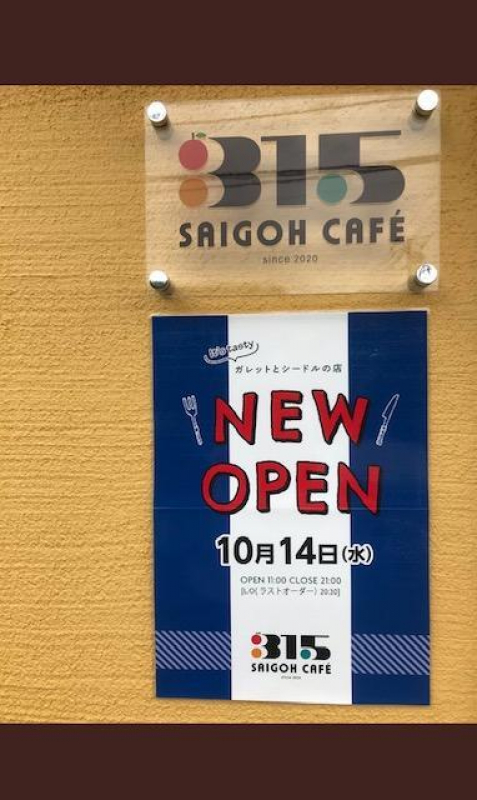 315
SAIGOH CAFÉ
since 2020
It's tasty
ガレットとシードルの店
NEW
OPEN
10月14日(水)
OPEN 11:00 CLOSE 21:00
[L/O(ラストオーダー) 20:30]
315
SAIGOH CAFÉ
since 2020